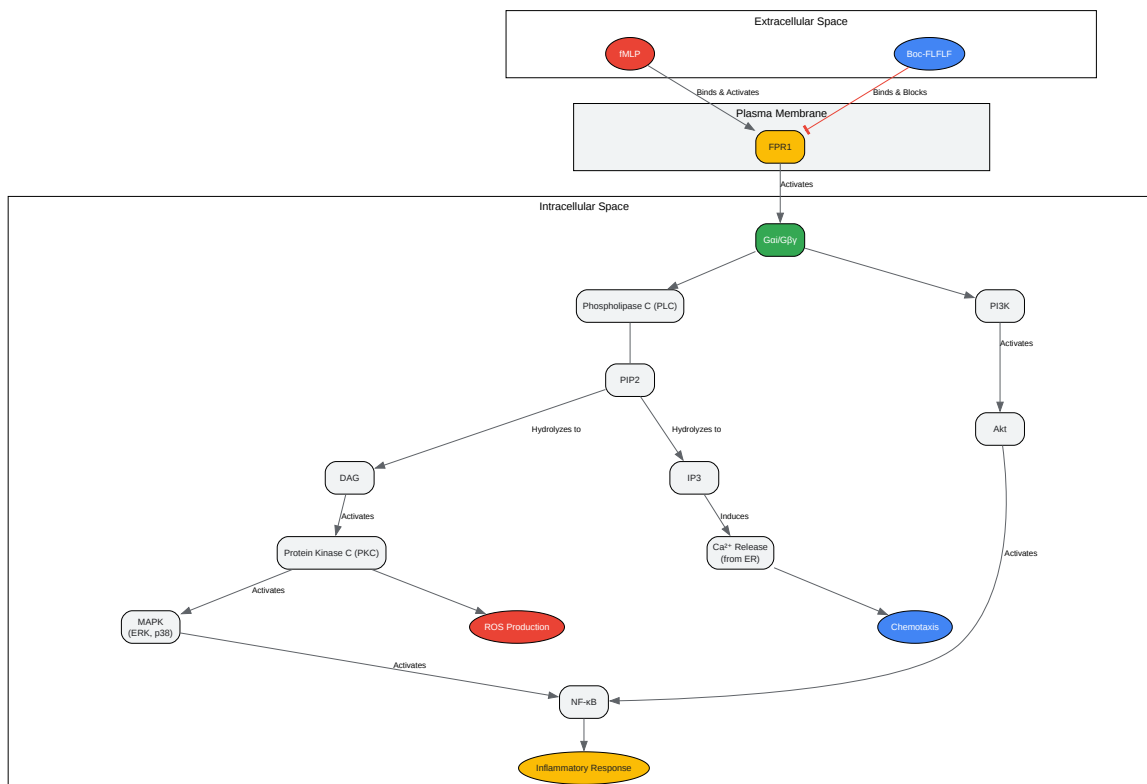 Extracellular Space
fMLP
Boc-FLFLF
Binds & Activates
Binds & Blocks
Plasma Membrane
FPR1
Activates
Intracellular Space
Gαi/Gβγ
Phospholipase C (PLC)
PI3K
Activates
PIP2
Hydrolyzes to
Hydrolyzes to
Akt
DAG
IP3
Activates
Induces
Protein Kinase C (PKC)
Ca²⁺ Release
(from ER)
Activates
Activates
MAPK
(ERK, p38)
ROS Production
Chemotaxis
Activates
NF-κB
Inflammatory Response